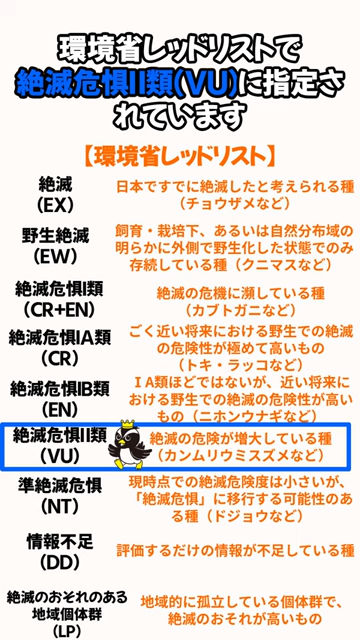 環境省レッドリストで
絶滅危惧II類(VU)に指定さ
れています
【環境省レッドリスト】
絶滅
(EX)
日本ですでに絶滅したと考えられる種
(チョウザメなど)
野生絶滅
(EW)
飼育・栽培下、あるいは自然分布域の
明らかに外側で野生化した状態でのみ
存続している種(クニマスなど)
絶滅危惧I類
(CR+EN)
絶滅の危機に瀕している種
(カブトガニなど)
絶滅危惧IA類
(CR)
ごく近い将来における野生での絶滅
の危険性が極めて高いもの
(トキ・ラッコなど)
絶滅危惧IB類
(EN)
IA類ほどではないが、近い将来に
おける野生での絶滅の危険性が高い
もの(ニホンウナギなど)
絶滅危惧II類
(VU)
絶滅の危険が増大している種
(カンムリウミスズメなど)
準絶滅危惧
(NT)
現時点での絶滅危険度は小さいが、
「絶滅危惧」に移行する可能性のあ
る種(ドジョウなど)
情報不足
(DD)
評価するだけの情報が不足している種
絶滅のおそれのある
地域個体群
(LP)
地域的に孤立している個体群で、
絶滅のおそれが高いもの